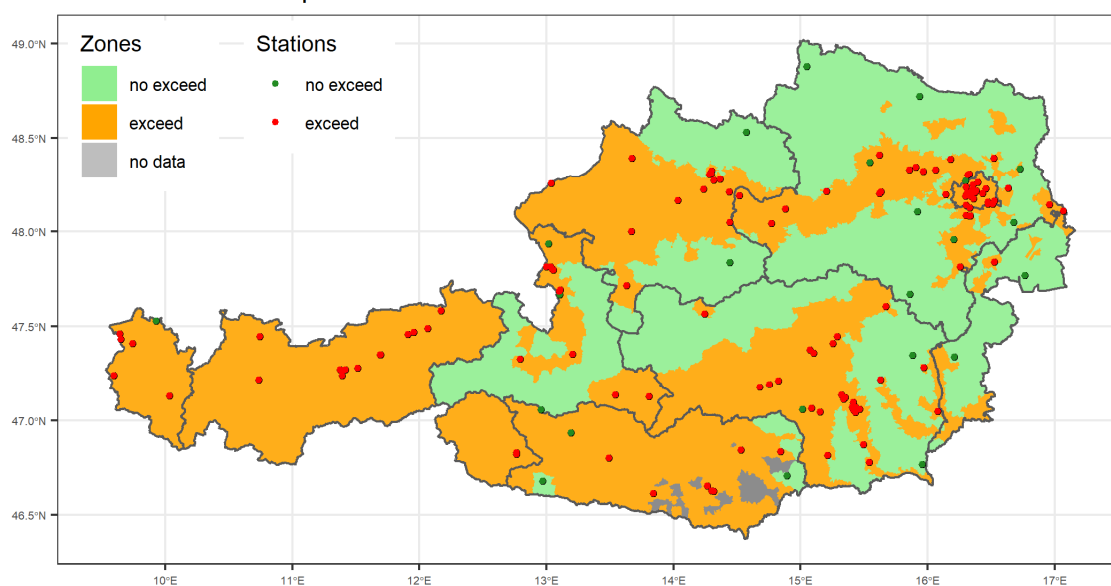 Zones
no exceed
exceed
no data
Stations
no exceed
exceed
49.0°N
48.5°N
48.0°N
47.5°N
47.0°N
46.5°N
10°E 11°E 12°E 13°E 14°E 15°E 16°E 17°E